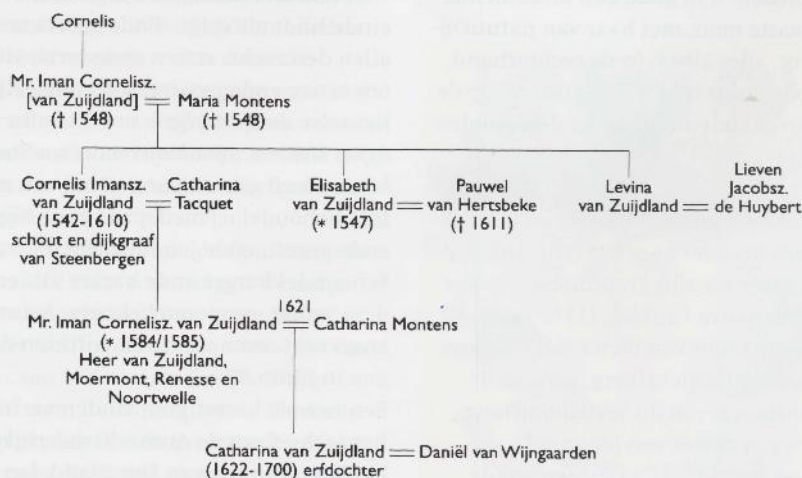 Cornelis
Mr. Iman Cornelisz.
[van Zuijdland]
(† 1548)
Maria Montens
(† 1548)
Cornelis Imansz.
van Zuijdland
(1542-1610)
schout en dijkgraaf
van Steenbergen
Catharina
Tacquet
Elisabeth
van Zuijdland
(* 1547)
Pauwel
van Hertsbeke
(† 1611)
Levina
van Zuijdland
Lieven
Jacobsz.
de Huybert
1621
Mr. Iman Cornelisz. van Zuijdland
(* 1584/1585)
Heer van Zuijdland,
Moermont, Renesse en
Noortwelle
Catharina Montens
Catharina van Zuijdland
(1622-1700) erfdochter
Daniël van Wijngaarden